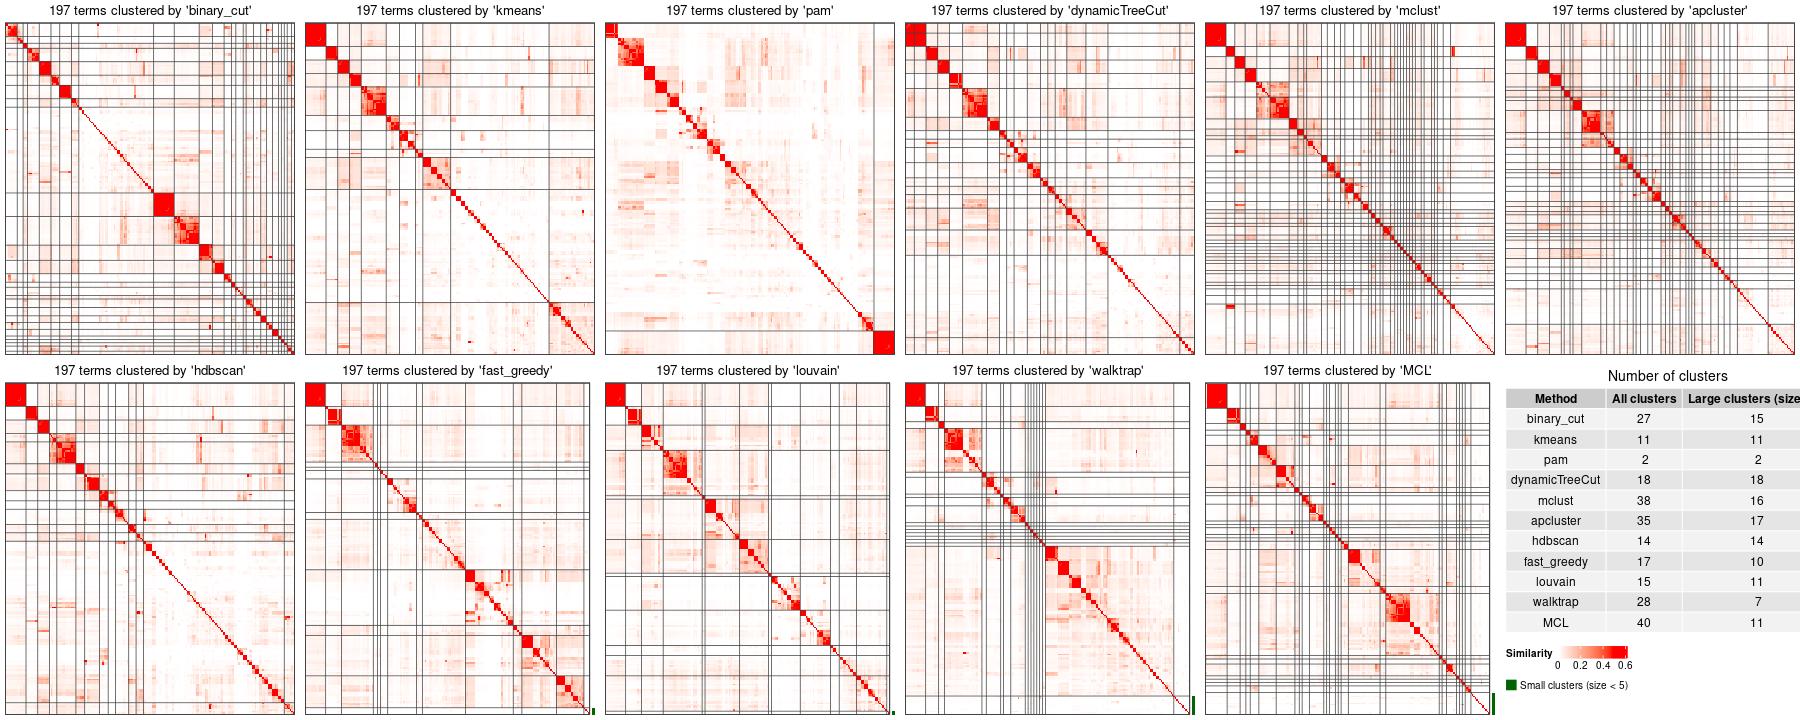 197 terms clustered by 'binary_cut'
197 terms clustered by 'kmeans'
197 terms clustered by 'pam'
197 terms clustered by 'dynamicTreeCut'
197 terms clustered by 'mclust'
197 terms clustered by 'apcluster'
197 terms clustered by 'hdbscan'
197 terms clustered by 'fast_greedy'
197 terms clustered by 'louvain'
197 terms clustered by 'walktrap'
197 terms clustered by 'MCL'
Number of clusters
Method All clusters Large clusters (size
binary_cut 27 15
kmeans 11 11
pam 2 2
dynamicTreeCut 18 18
mclust 38 16
apcluster 35 17
hdbscan 14 14
fast_greedy 17 10
louvain 15 11
walktrap 28 7
MCL 40 11
Similarity
0 0.2 0.4 0.6
Small clusters (size < 5)